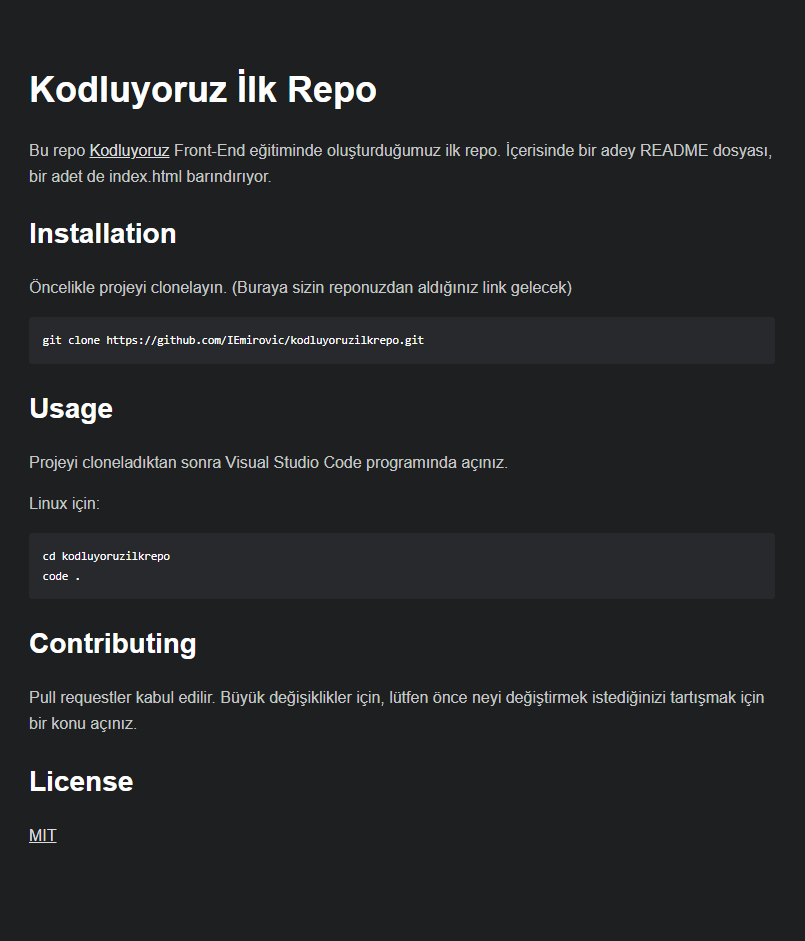 Kodluyoruz İlk Repo
Bu repo Kodluyoruz Front-End eğitiminde oluşturduğumuz ilk repo. İçerisinde bir adey README dosyası,
bir adet de index.html barındırıyor.
Installation
Öncelikle projeyi clonelayın. (Buraya sizin reponuzdan aldığınız link gelecek)
git clone https://github.com/IEmirovic/kodluyoruzilkrepo.git
Usage
Projeyi cloneladıktan sonra Visual Studio Code programında açınız.
Linux için:
cd kodluyoruzilkrepo
code .
Contributing
Pull requestler kabul edilir. Büyük değişiklikler için, lütfen önce neyi değiştirmek istediğinizi tartışmak için
bir konu açınız.
License
MIT